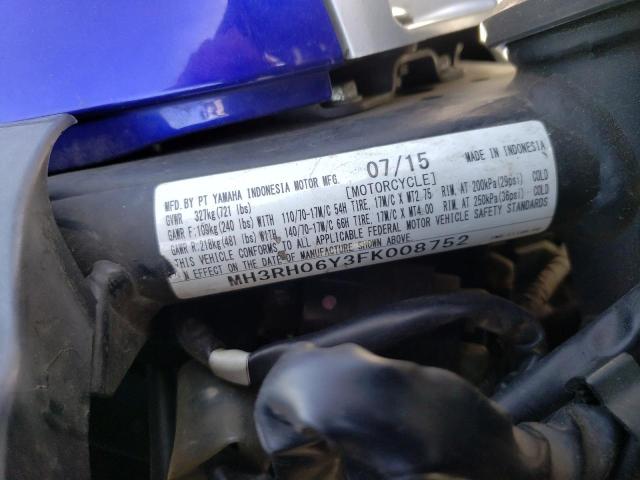 MFD. BY PT YAMAHA INDONESIA MOTOR MFG. 07/15 MADE IN INDONESIA
GVWR 327kg(721 lbs) [MOTORCYCLE]
GAWR F:109kg(240 lbs)WITH 110/70-17M/C 54H TIRE, 17M/C X MT2.75 RIM, AT 200kPa(29psi) COLD
GAWR R:218kg(481 lbs)WITH 140/70-17M/C 66H TIRE, 17M/C X MT4.00 RIM, AT 250kPa(36psi) COLD
THIS VEHICLE CONFORMS TO ALL APPLICABLE FEDERAL MOTOR VEHICLE SAFETY STANDARDS
IN EFFECT ON THE DATE OF MANUFACTURE SHOWN ABOVE.
MH3RH06Y3FK008752